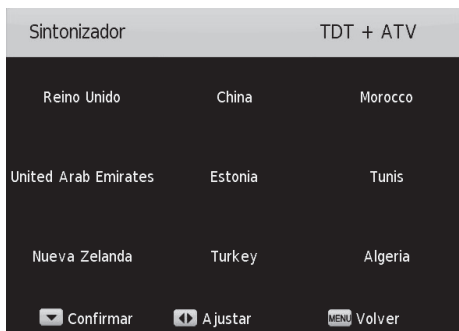 Sintonizador TDT + ATV
Reino Unido China Morocco
United Arab Emirates Estonia Tunis
Nueva Zelanda Turkey Algeria
Confirmar Ajustar MENU Volver